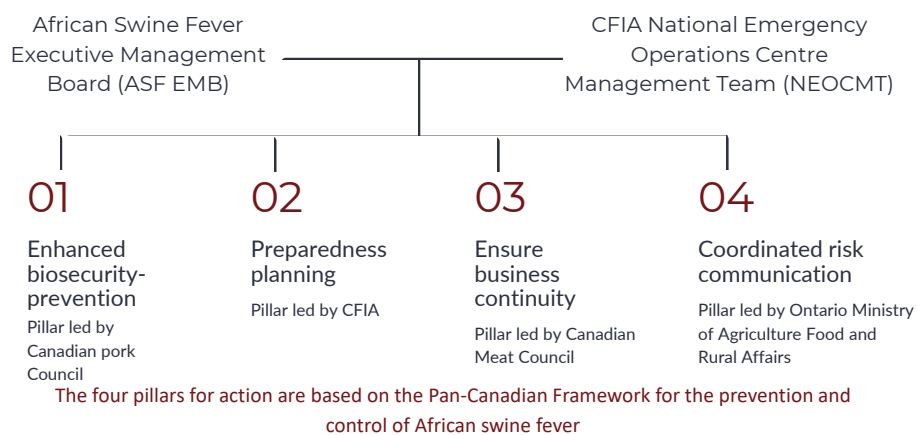 African Swine Fever
Executive Management
Board (ASF EMB)
CFIA National Emergency
Operations Centre
Management Team (NEOCMT)
01
Enhanced
biosecurity-
prevention
Pillar led by
Canadian pork
Council
02
Preparedness
planning
Pillar led by CFIA
03
Ensure
business
continuity
Pillar led by Canadian
Meat Council
04
Coordinated risk
communication
Pillar led by Ontario Ministry
of Agriculture Food and
Rural Affairs
The four pillars for action are based on the Pan-Canadian Framework for the prevention and
control of African swine fever